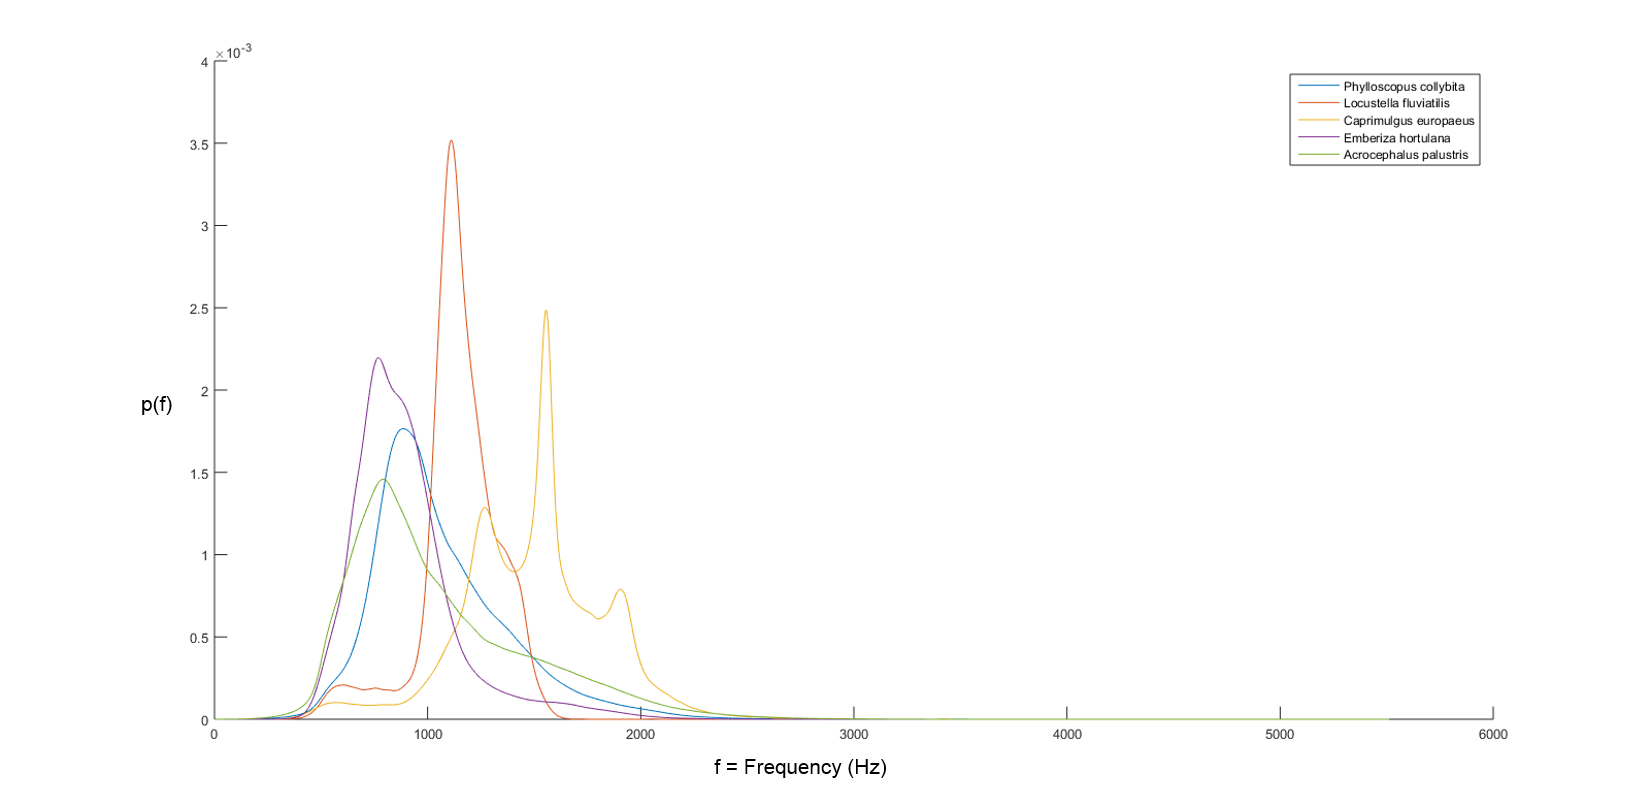 ×10-3
4
3.5
3
2.5
2
1.5
1
0.5
0
p(f)
0 1000 2000 3000 4000 5000 6000
f = Frequency (Hz)
Phylloscopus collybita
Locustella fluviatilis
Caprimulgus europaeus
Emberiza hortulana
Acrocephalus palustris